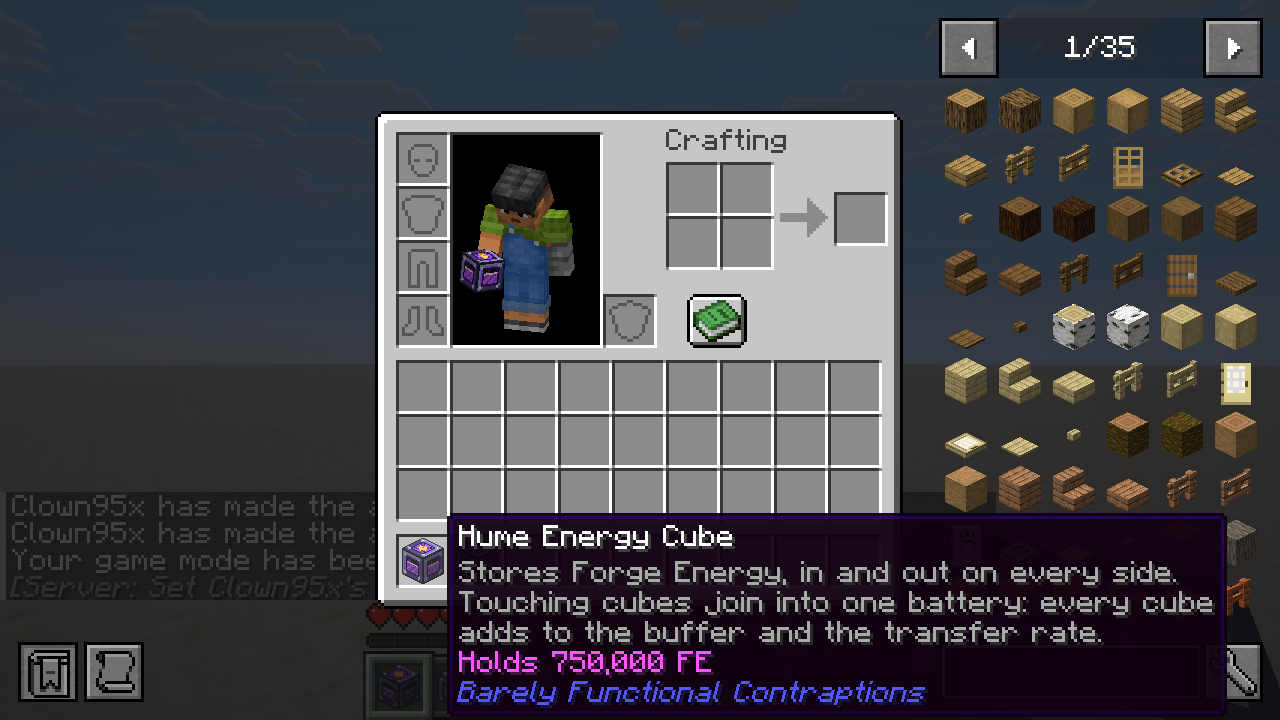 1/35
Crafting
Clown95x has made the a
Clown95x has made the a
Your game mode has bee
[Server: Set Clown95x's
Hume Energy Cube
Stores Forge Energy, in and out on every side.
Touching cubes join into one battery: every cube
adds to the buffer and the transfer rate.
Holds 750,000 FE
Barely Functional Contraptions